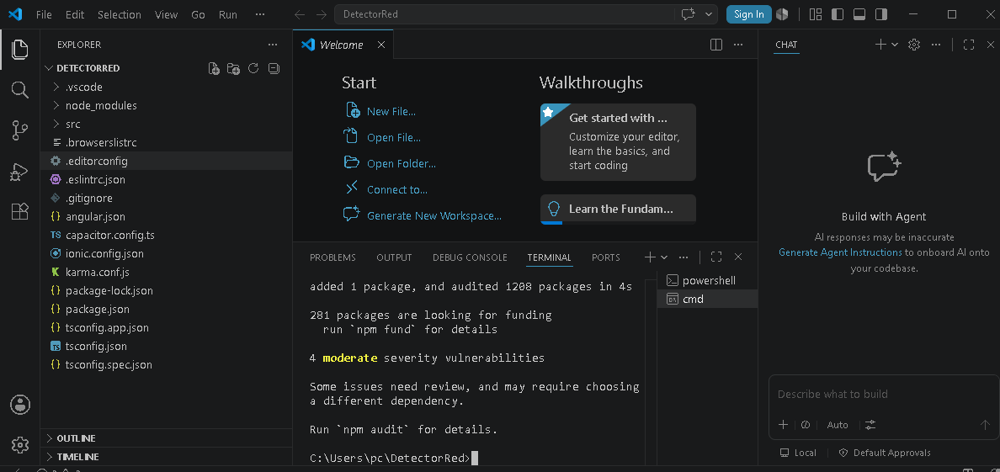 File Edit Selection View Go Run ···
DetectorRed
Sign In
EXPLORER
DETECTORRED
.vscode
node_modules
src
.browserslistrc
.editorconfig
.eslintrc.json
.gitignore
angular.json
capacitor.config.ts
ionic.config.json
karma.conf.js
package-lock.json
package.json
tsconfig.app.json
tsconfig.json
tsconfig.spec.json
OUTLINE
TIMELINE
Welcome
Start
New File...
Open File...
Open Folder...
Connect to...
Generate New Workspace...
Walkthroughs
Get started with ...
Customize your editor,
learn the basics, and
start coding
Learn the Fundam...
PROBLEMS OUTPUT DEBUG CONSOLE TERMINAL PORTS
added 1 package, and audited 1208 packages in 4s
281 packages are looking for funding
run `npm fund` for details
4 moderate severity vulnerabilities
Some issues need review, and may require choosing
a different dependency.
Run `npm audit` for details.
C:\Users\pc\DetectorRed>
powershell
cmd
CHAT
Build with Agent
AI responses may be inaccurate
Generate Agent Instructions to onboard AI onto
your codebase.
Describe what to build
Auto
Local Default Approvals